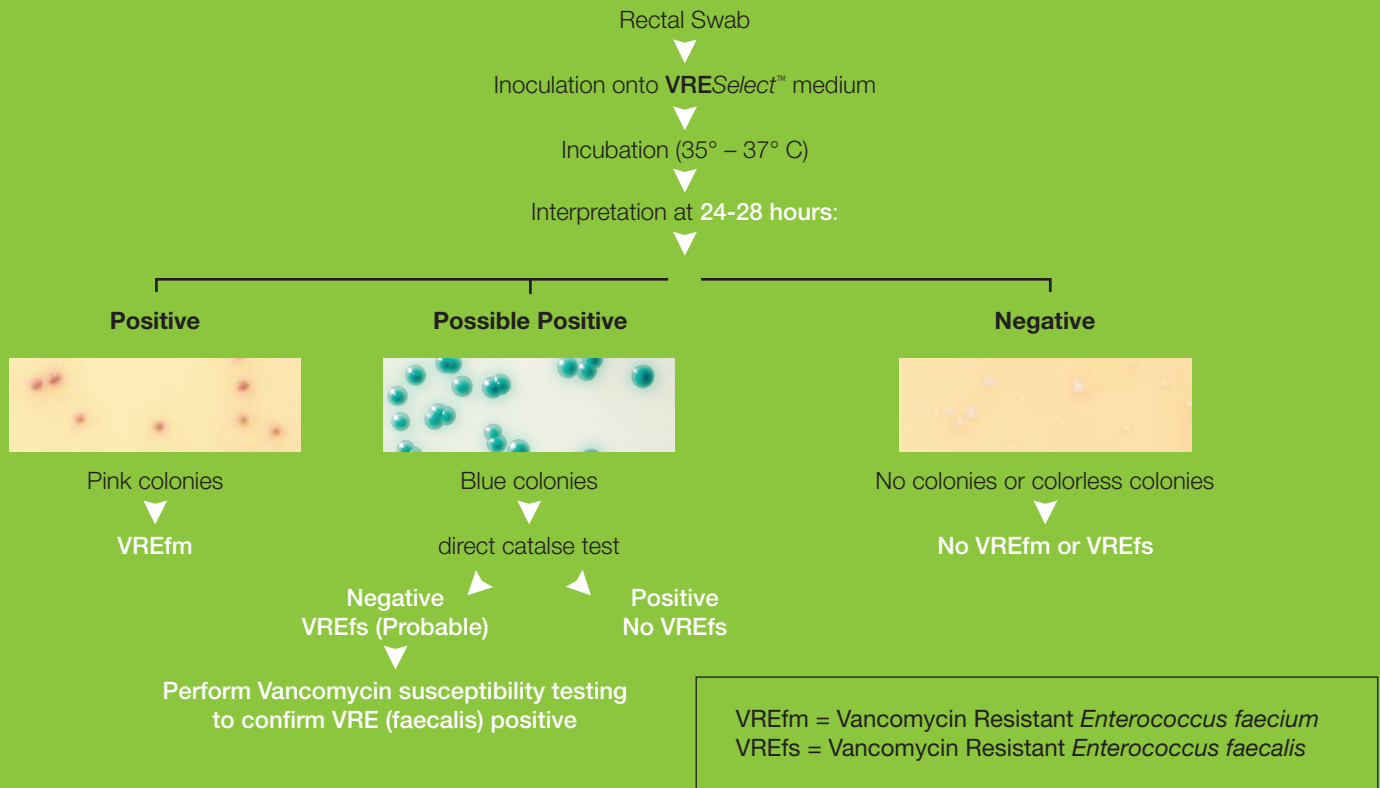 Rectal Swab
Inoculation onto VRESelect™ medium
Incubation (35° – 37° C)
Interpretation at 24-28 hours:
Positive
Possible Positive
Negative
Pink colonies
Blue colonies
No colonies or colorless colonies
VREfm
direct catalse test
No VREfm or VREfs
Negative
VREfs (Probable)
Positive
No VREfs
Perform Vancomycin susceptibility testing
to confirm VRE (faecalis) positive
VREfm = Vancomycin Resistant Enterococcus faecium
VREfs = Vancomycin Resistant Enterococcus faecalis